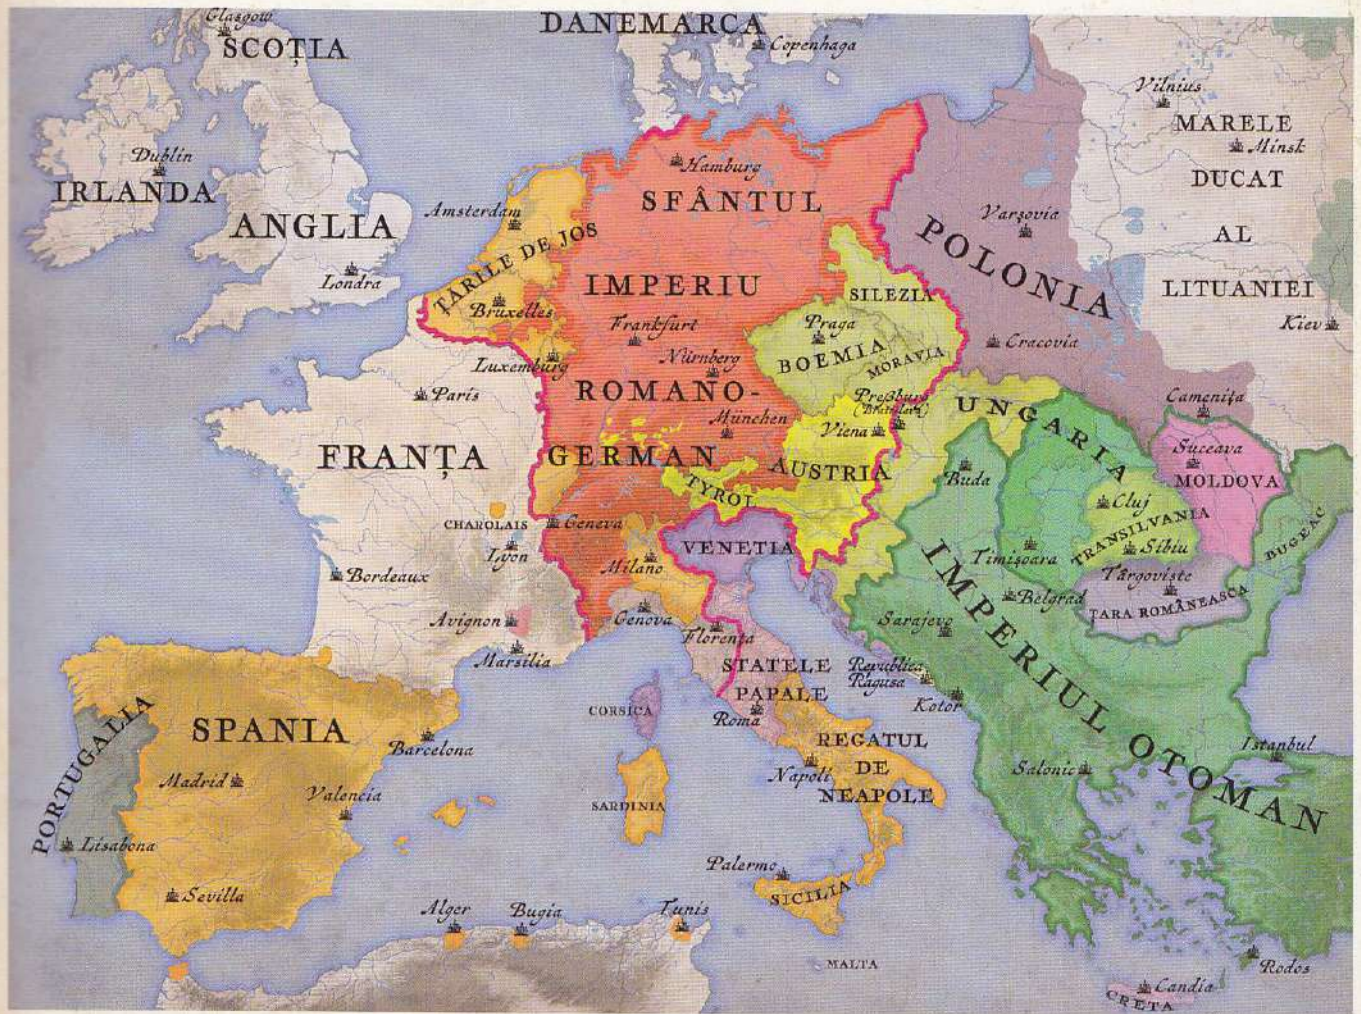 Glasgow
SCOȚIA
DANEMARCA
Copenhaga
Vilnius
MARELE
Minsk
DUCAT
AL
LITUANIEI
Kiev
Dublin
IRLANDA
ANGLIA
Londra
Amsterdam
ȚĂRILE DE JOS
Bruxelles
Luxemburg
Hamburg
SFÂNTUL
IMPERIU
Frankfurt
Nürnberg
ROMANO-
München
GERMAN
Varșovia
POLONIA
Cracovia
SILEZIA
Praga
BOEMIA
MORAVIA
Preßburg
(Bratislava)
Viena
AUSTRIA
TYROL
UNGARIA
Buda
Camenița
Suceava
MOLDOVA
BUGEAC
Cluj
TRANSILVANIA
Sibiu
Timișoara
Târgoviște
ȚARA ROMÂNEASCĂ
Belgrad
Paris
FRANȚA
CHAROLAIS
Geneva
Lyon
Bordeaux
Avignon
Marsilia
VENETIA
Milano
Genova
Florența
STATELE
PAPALE
Roma
Republica
Ragusa
Kotor
Sarajevo
IMPERIUL OTOMAN
Istanbul
Salonic
CORSICA
SARDINIA
REGATUL
DE
NEAPOLE
Napoli
Palermo
SICILIA
MALTA
PORTUGALIA
Lisabona
SPANIA
Madrid
Barcelona
Valencia
Sevilla
Alger
Bugia
Tunis
Rodos
Candia
CRETA